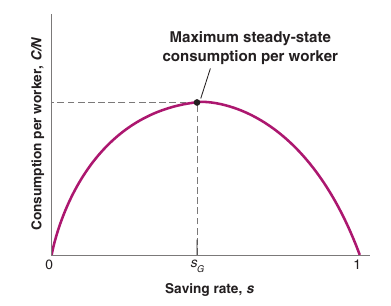 Maximum steady-state
consumption per worker
Consumption per worker, C/N
0
sG
1
Saving rate, s